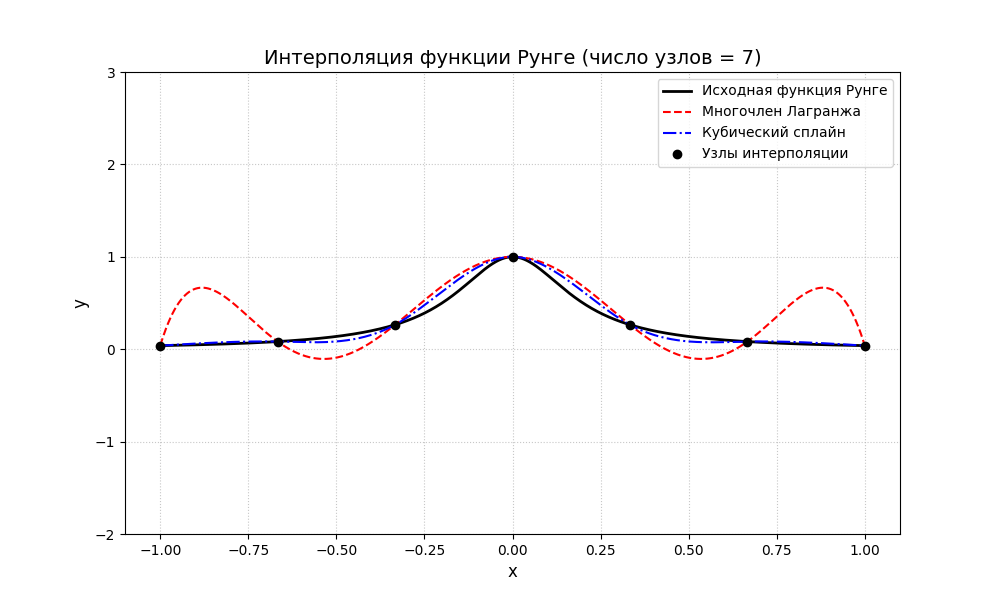 Интерполяция функции Рунге (число узлов = 7)
Исходная функция Рунге
Многочлен Лагранжа
Кубический сплайн
Узлы интерполяции
3
2
1
0
−1
−2
y
−1.00 −0.75 −0.50 −0.25 0.00 0.25 0.50 0.75 1.00
x